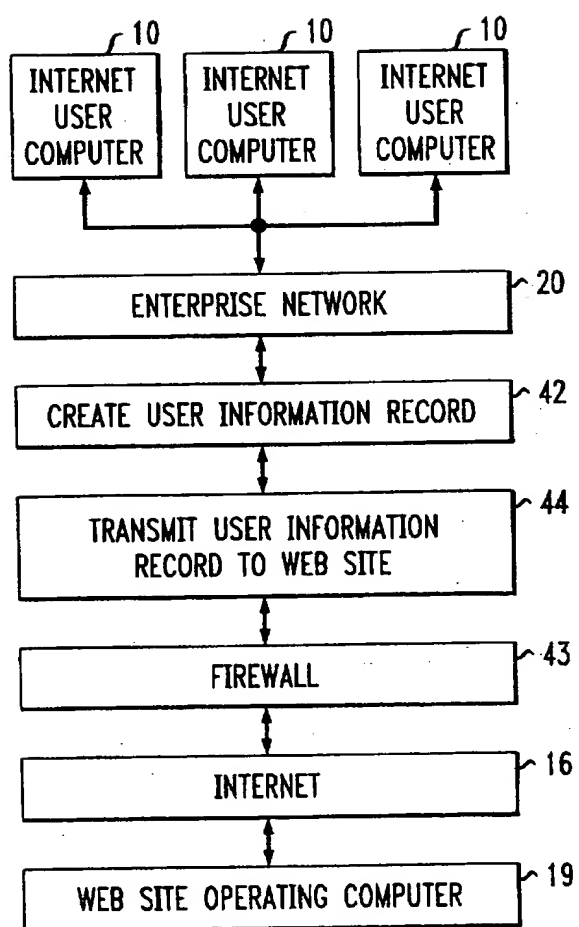 10 10 10
INTERNET USER COMPUTER
INTERNET USER COMPUTER
INTERNET USER COMPUTER
ENTERPRISE NETWORK 20
CREATE USER INFORMATION RECORD 42
TRANSMIT USER INFORMATION 44
RECORD TO WEB SITE
FIREWALL 43
INTERNET 16
WEB SITE OPERATING COMPUTER 19